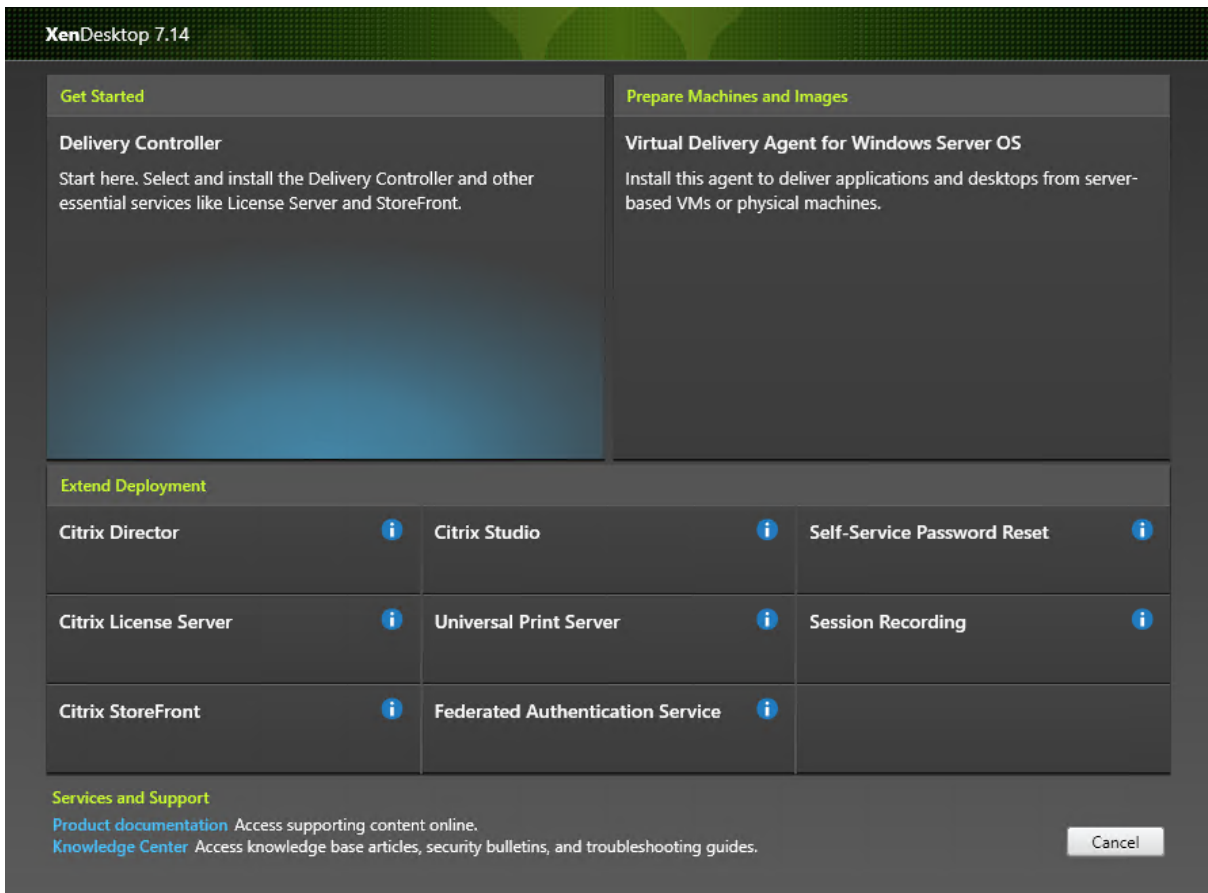 XenDesktop 7.14
Get Started
Delivery Controller
Start here. Select and install the Delivery Controller and other
essential services like License Server and StoreFront.
Prepare Machines and Images
Virtual Delivery Agent for Windows Server OS
Install this agent to deliver applications and desktops from server-
based VMs or physical machines.
Extend Deployment
Citrix Director
Citrix Studio
Self-Service Password Reset
Citrix License Server
Universal Print Server
Session Recording
Citrix StoreFront
Federated Authentication Service
Services and Support
Product documentation Access supporting content online.
Knowledge Center Access knowledge base articles, security bulletins, and troubleshooting guides.
Cancel